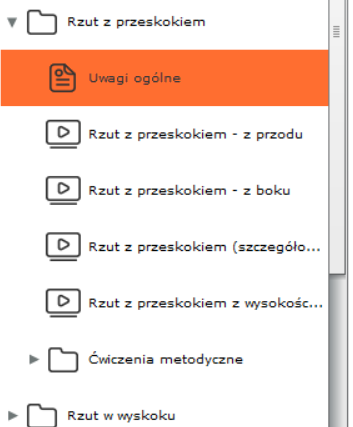 Rzut z przeskokiem
Uwagi ogólne
Rzut z przeskokiem - z przodu
Rzut z przeskokiem - z boku
Rzut z przeskokiem (szczegóło...
Rzut z przeskokiem z wysokośc...
Ćwiczenia metodyczne
Rzut w wyskoku